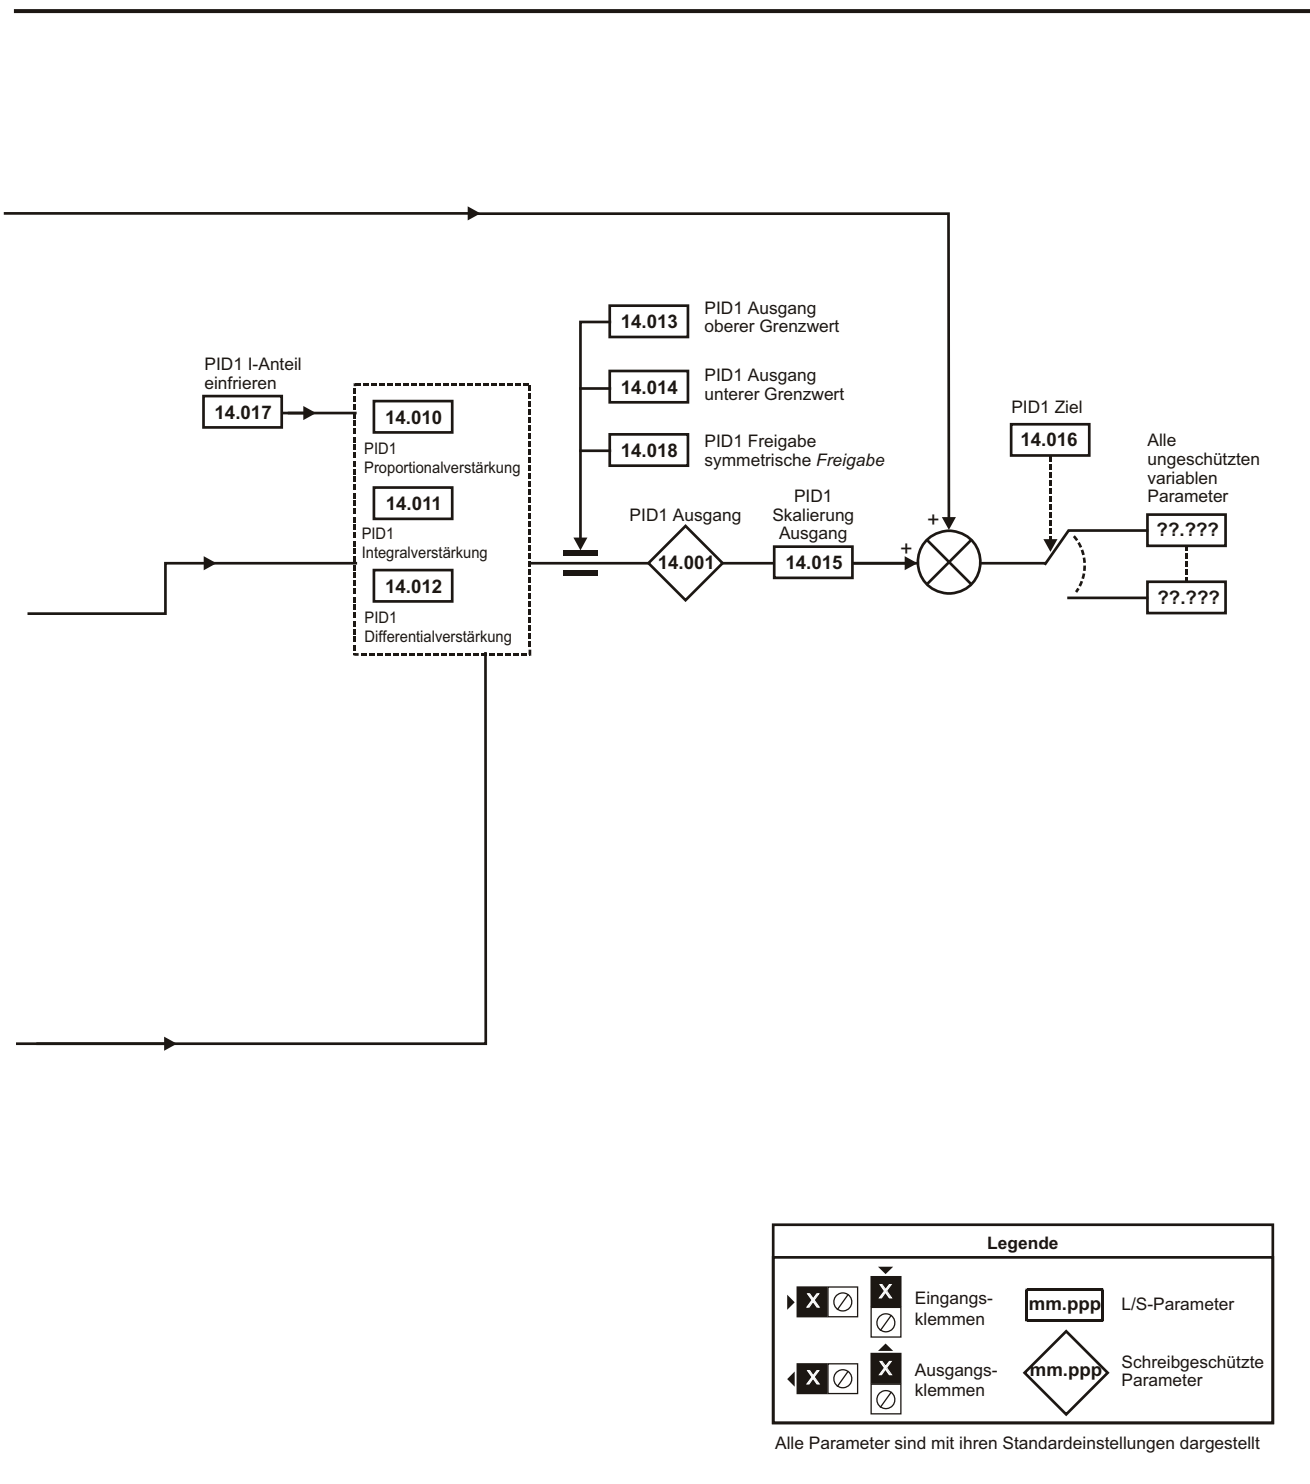 14.013
PID1 Ausgang
oberer Grenzwert
PID1 I-Anteil
einfrieren
14.017
14.014
PID1 Ausgang
unterer Grenzwert
14.018
PID1 Freigabe
symmetrische Freigabe
14.010
PID1
Proportionalverstärkung
14.011
PID1
Integralverstärkung
14.012
PID1
Differentialverstärkung
PID1 Ausgang
14.001
PID1
Skalierung
Ausgang
14.015
+
+
PID1 Ziel
14.016
Alle
ungeschützten
variablen
Parameter
??.???
??.???
Legende
X
X
Eingangs-
klemmen
mm.ppp
L/S-Parameter
X
X
Ausgangs-
klemmen
mm.ppp
Schreibgeschützte
Parameter
Alle Parameter sind mit ihren Standardeinstellungen dargestellt